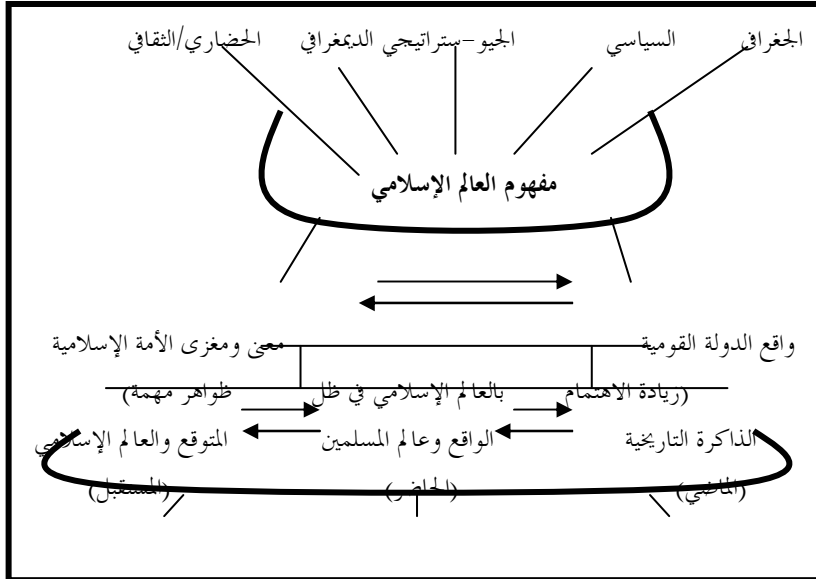 الجغرافي السياسي الجيو-ستراتيجي الديمغرافي الحضاري/الثقافي
مفهوم العالم الإسلامي
واقع الدولة القومية معنى ومغزى الأمة الإسلامية
(زيادة الاهتمام بالعالم الإسلامي في ظل ظواهر مهمة)
الذاكرة التاريخية الواقع وعالم المسلمين المتوقع والعالم الإسلامي
(الماضي) (الحاضر) (المستقبل)